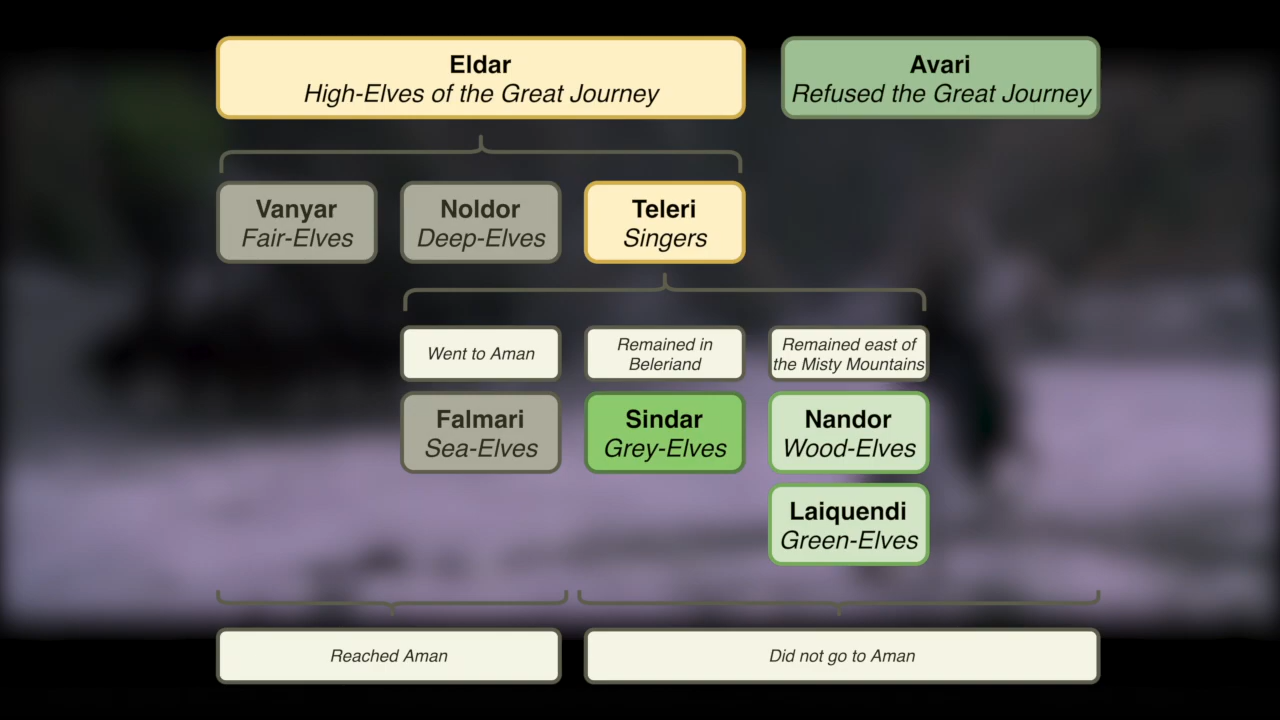 Eldar
High-Elves of the Great Journey
Avari
Refused the Great Journey
Vanyar
Fair-Elves
Noldor
Deep-Elves
Teleri
Singers
Went to Aman
Remained in
Beleriand
Remained east of
the Misty Mountains
Falmari
Sea-Elves
Sindar
Grey-Elves
Nandor
Wood-Elves
Laiquendi
Green-Elves
Reached Aman
Did not go to Aman